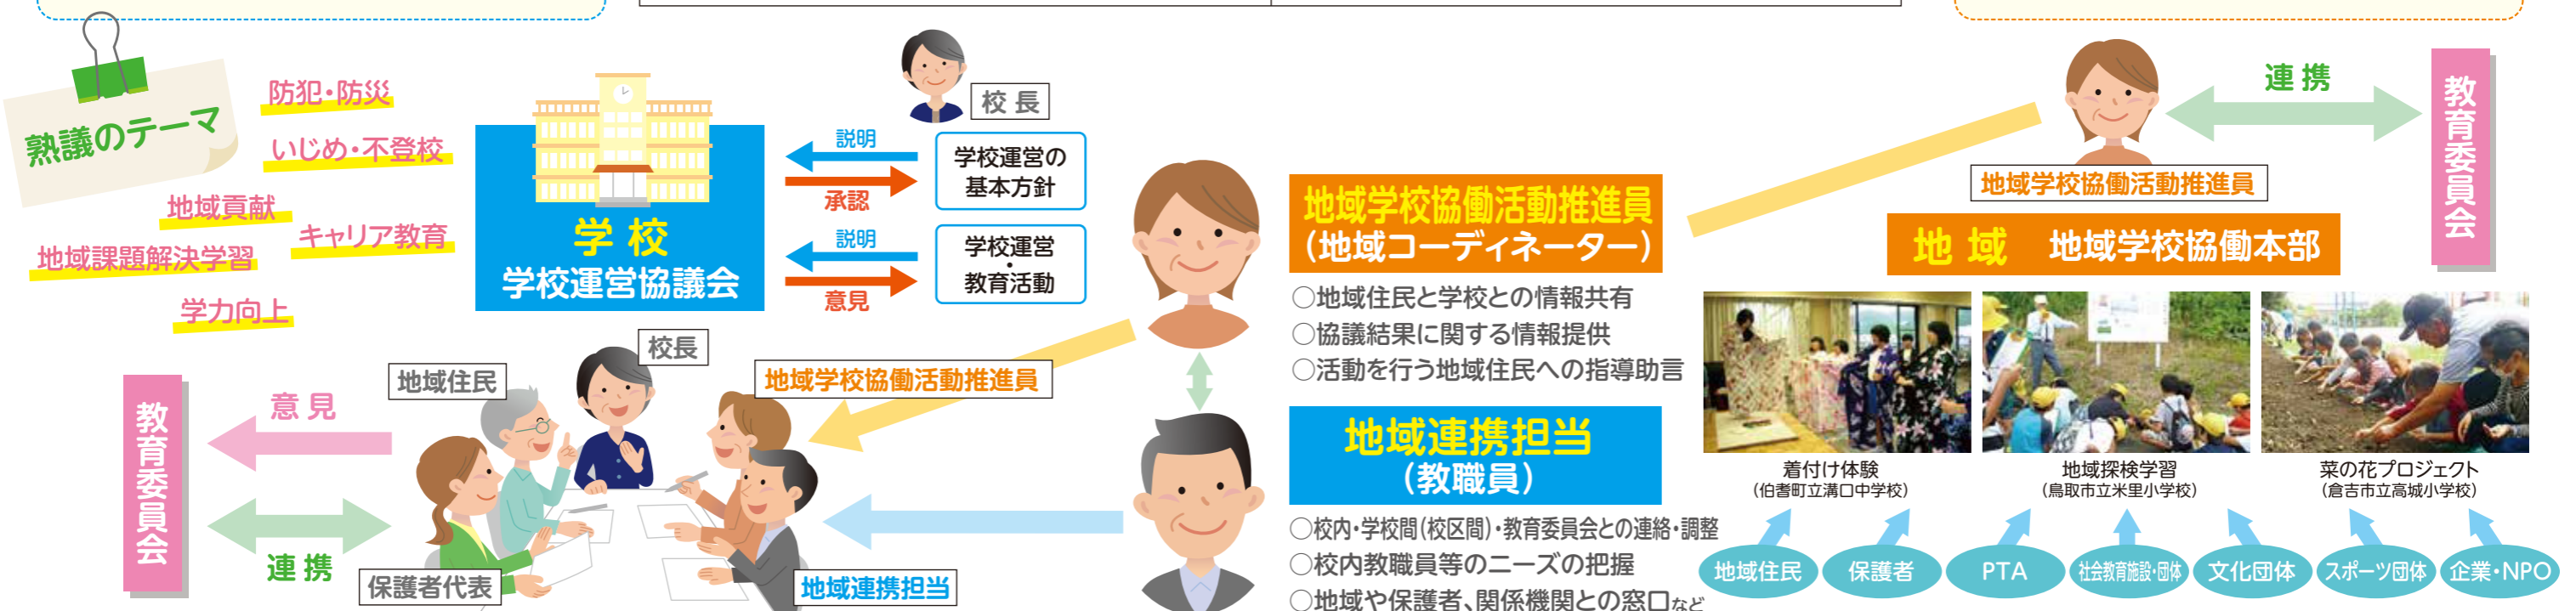 熟議のテーマ
防犯・防災
いじめ・不登校
地域貢献
キャリア教育
地域課題解決学習
学力向上
学校
学校運営協議会
校長
説明
承認
学校運営の
基本方針
説明
意見
学校運営
・
教育活動
教育委員会
意見
連携
地域住民
校長
地域学校協働活動推進員
保護者代表
地域連携担当
地域学校協働活動推進員
(地域コーディネーター)
○地域住民と学校との情報共有
○協議結果に関する情報提供
○活動を行う地域住民への指導助言
地域連携担当
(教職員)
○校内・学校間(校区間)・教育委員会との連絡・調整
○校内教職員等のニーズの把握
○地域や保護者、関係機関との窓口など
連携
教育委員会
地域学校協働活動推進員
地域 地域学校協働本部
着付け体験
(伯耆町立溝口中学校)
地域探検学習
(鳥取市立米里小学校)
菜の花プロジェクト
(倉吉市立高城小学校)
地域住民
保護者
PTA
社会教育施設・団体
文化団体
スポーツ団体
企業・NPO